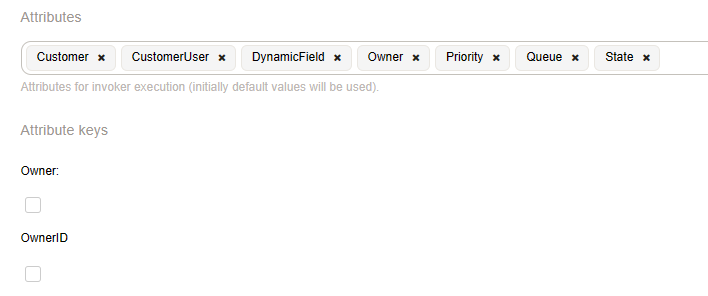 Attributes
Customer × CustomerUser × DynamicField × Owner × Priority × Queue × State ×
Attributes for invoker execution (initially default values will be used).
Attribute keys
Owner:
OwnerID